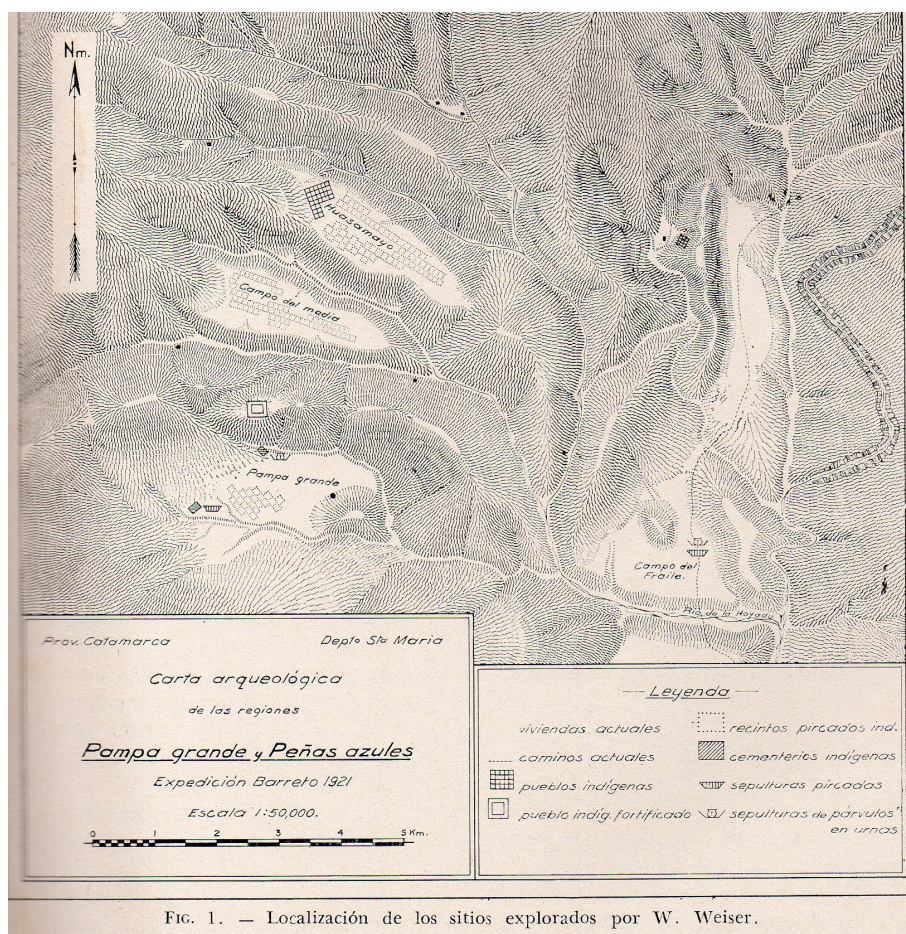 Nm.
Huasamayo
Campo del medio
Pampa grande
Campo del
Fraile.
Río de
Prov. Catamarca
Depto Sta Maria
Carta arqueológica
de las regiones
Pampa grande y Peñas azules
Expedición Barreto 1921
Escala 1:50,000.
0 1 2 3 4 5 Km.
Leyenda
viviendas actuales
caminos actuales
pueblos indígenas
pueblo indíg. fortificado
recintos pircados ind.
cementerios indígenas
sepulturas pircadas
sepulturas de párvulos
en urnas
FIG. 1. — Localización de los sitios explorados por W. Weiser.